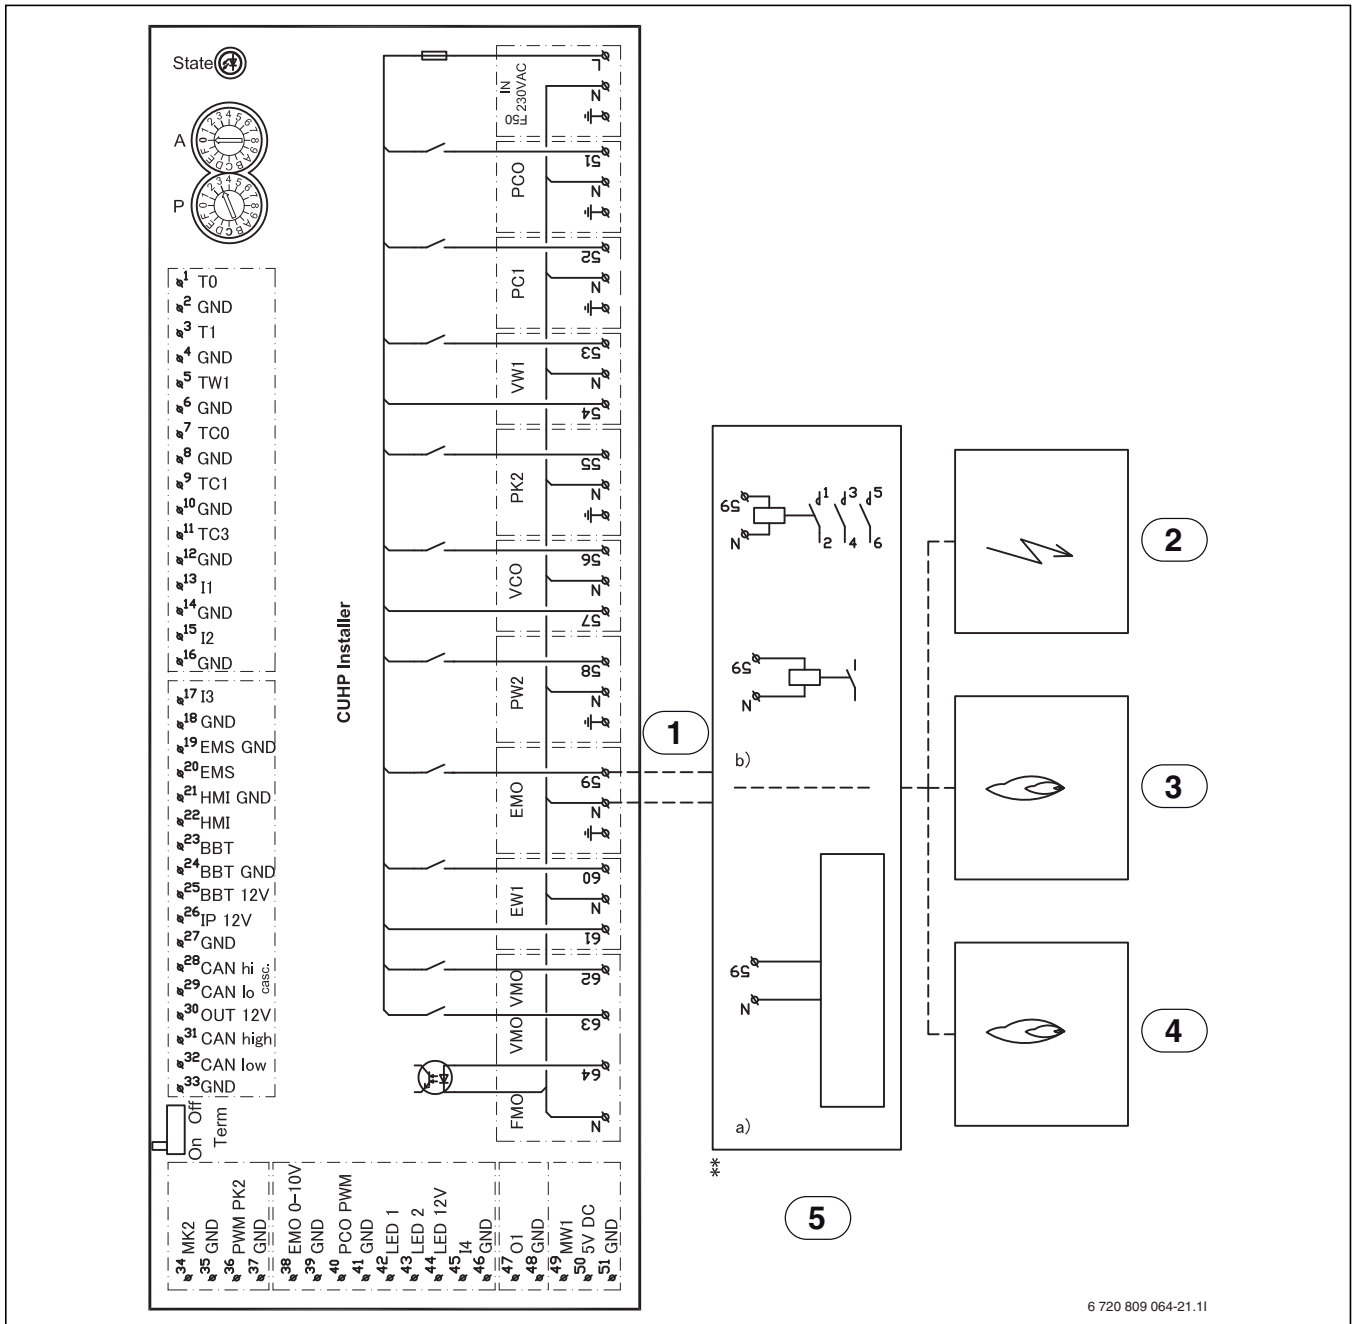 State
A
P
1 T0
2 GND
3 T1
4 GND
5 TW1
6 GND
7 TC0
8 GND
9 TC1
10 GND
11 TC3
12 GND
13 I1
14 GND
15 I2
16 GND
17 I3
18 GND
19 EMS GND
20 EMS
21 HMI GND
22 HMI
23 BBT
24 BBT GND
25 BBT 12V
26 IP 12V
27 GND
28 CAN hi
29 CAN lo
casc.
30 OUT 12V
31 CAN high
32 CAN low
33 GND
On Off
Term
CUHP Installer
IN
230VAC
F50
L
N
PCO
51
N
PC1
52
N
VW1
53
N
54
PK2
55
N
VCO
56
N
57
PW2
58
N
EMO
59
N
EW1
60
N
61
VMO
62
VMO
63
64
FMO
N
34 MK2
35 GND
36 PWM PK2
37 GND
38 EMO 0-10V
39 GND
40 PCO PWM
41 GND
42 LED 1
43 LED 2
44 LED 12V
45 I4
46 GND
47 O1
48 GND
49 MW1
50 5V DC
51 GND
1
59
N
1 3 5
2 4 6
59
N
b)
59
N
a)
**
2
3
4
5
6 720 809 064-21.1I